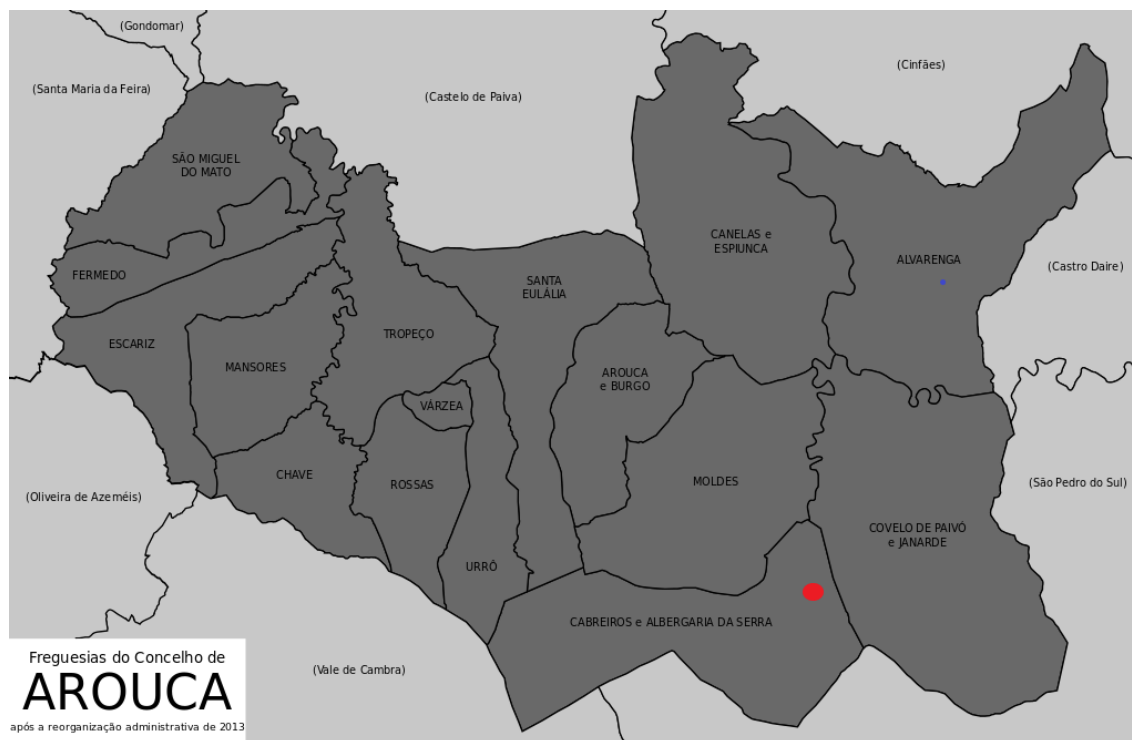 (Gondomar)
(Santa Maria da Feira)
(Castelo de Paiva)
(Cinfães)
SÃO MIGUEL
DO MATO
CANELAS e
ESPIUNCA
ALVARENGA
(Castro Daire)
FERMEDO
SANTA
EULÁLIA
ESCARIZ
MANSORES
TROPEÇO
AROUCA
e BURGO
VÁRZEA
CHAVE
ROSSAS
MOLDES
(São Pedro do Sul)
(Oliveira de Azeméis)
COVELO DE PAIVÓ
e JANARDE
URRÔ
CABREIROS e ALBERGARIA DA SERRA
(Vale de Cambra)
Freguesias do Concelho de
AROUCA
após a reorganização administrativa de 2013